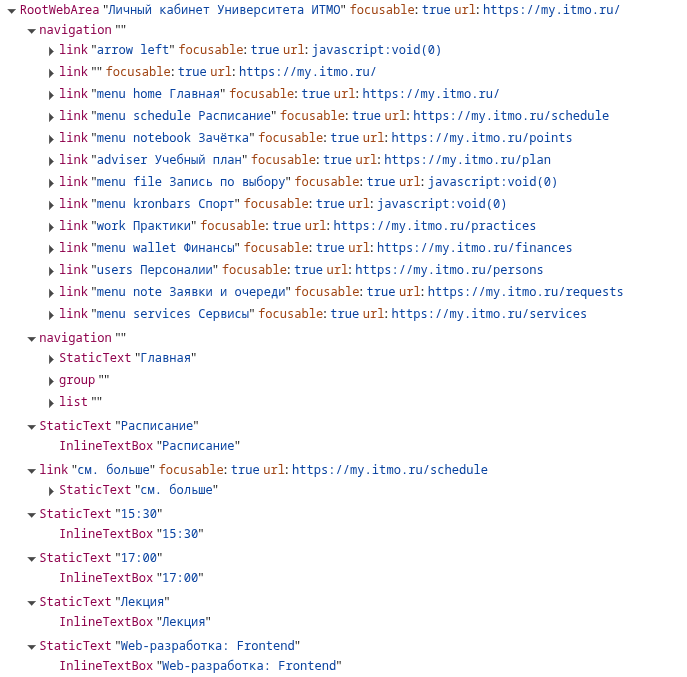 RootWebArea "Личный кабинет Университета ИТМО" focusable: true url: https://my.itmo.ru/
navigation ""
link "arrow left" focusable: true url: javascript:void(0)
link "" focusable: true url: https://my.itmo.ru/
link "menu home Главная" focusable: true url: https://my.itmo.ru/
link "menu schedule Расписание" focusable: true url: https://my.itmo.ru/schedule
link "menu notebook Зачётка" focusable: true url: https://my.itmo.ru/points
link "adviser Учебный план" focusable: true url: https://my.itmo.ru/plan
link "menu file Запись по выбору" focusable: true url: javascript:void(0)
link "menu kronbars Спорт" focusable: true url: javascript:void(0)
link "work Практики" focusable: true url: https://my.itmo.ru/practices
link "menu wallet Финансы" focusable: true url: https://my.itmo.ru/finances
link "users Персоналии" focusable: true url: https://my.itmo.ru/persons
link "menu note Заявки и очереди" focusable: true url: https://my.itmo.ru/requests
link "menu services Сервисы" focusable: true url: https://my.itmo.ru/services
navigation ""
StaticText "Главная"
group ""
list ""
StaticText "Расписание"
InlineTextBox "Расписание"
link "см. больше" focusable: true url: https://my.itmo.ru/schedule
StaticText "см. больше"
StaticText "15:30"
InlineTextBox "15:30"
StaticText "17:00"
InlineTextBox "17:00"
StaticText "Лекция"
InlineTextBox "Лекция"
StaticText "Web-разработка: Frontend"
InlineTextBox "Web-разработка: Frontend"